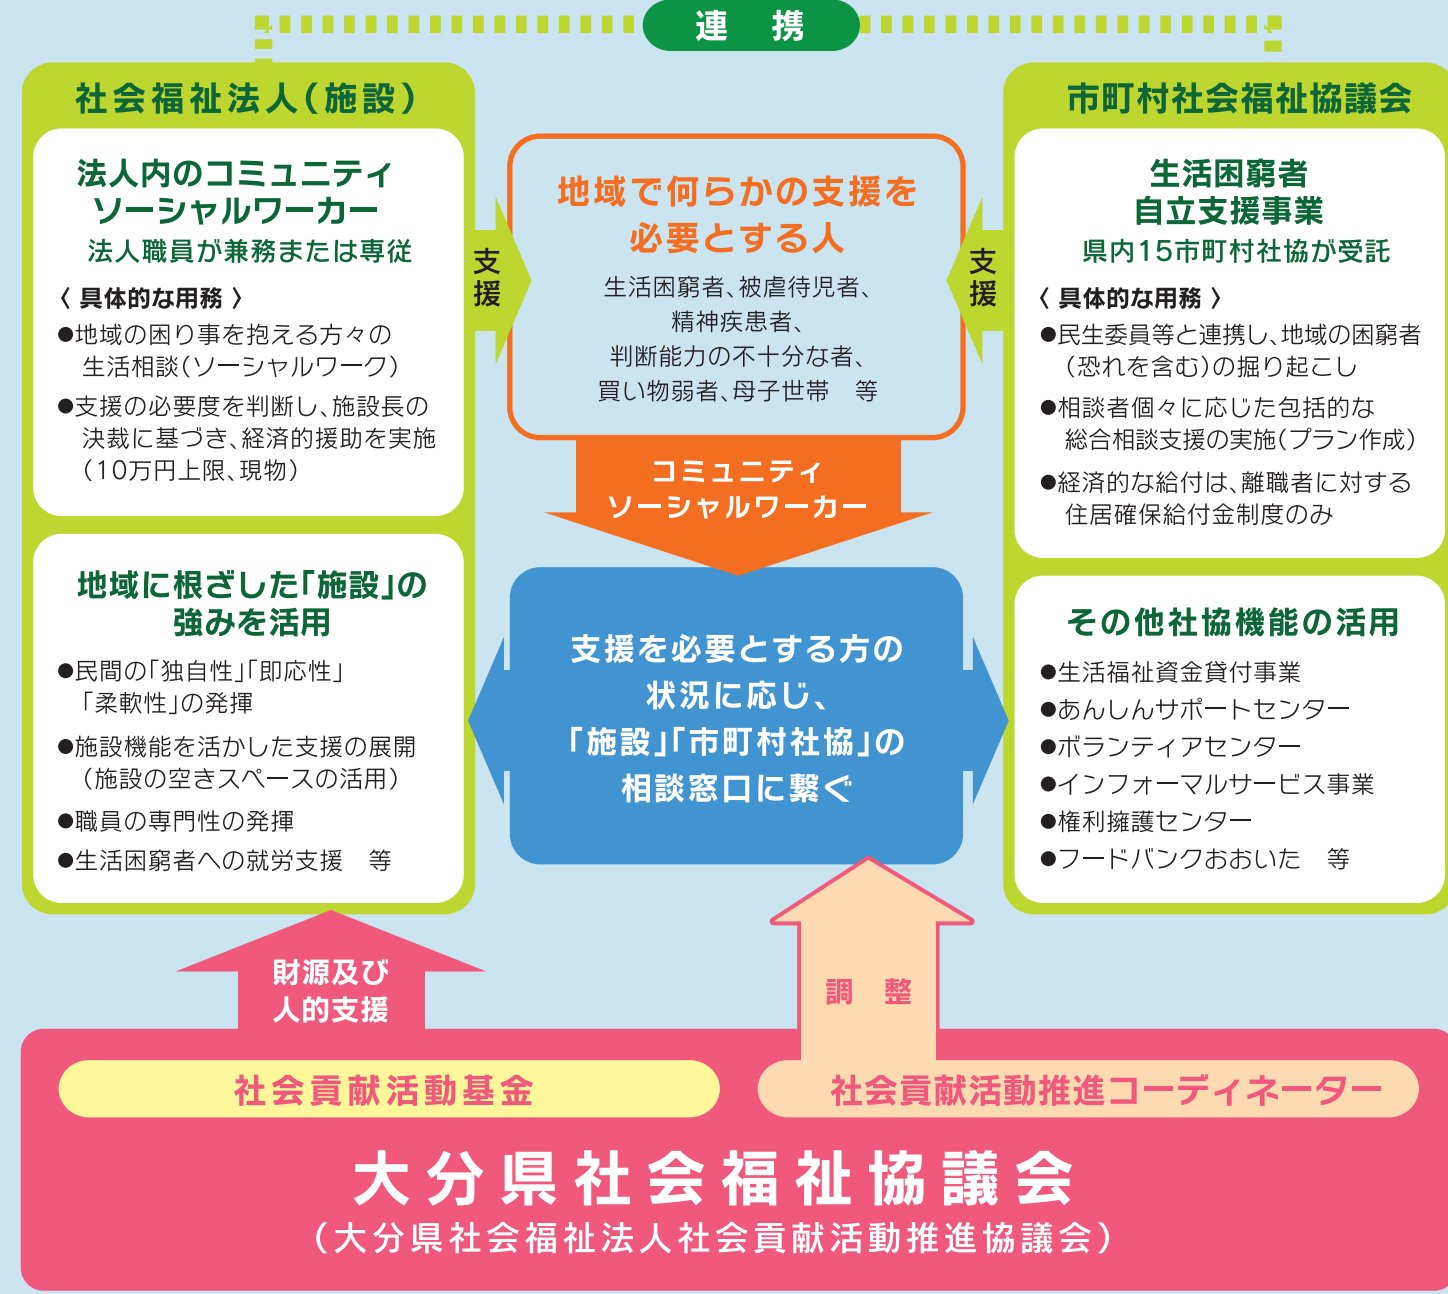 連　携
社会福祉法人（施設）
法人内のコミュニティ
ソーシャルワーカー
法人職員が兼務または専従
〈 具体的な用務 〉
●地域の困り事を抱える方々の
生活相談（ソーシャルワーク）
●支援の必要度を判断し、施設長の
決裁に基づき、経済的援助を実施
（10万円上限、現物）
地域に根ざした「施設」の
強みを活用
●民間の「独自性」「即応性」
「柔軟性」の発揮
●施設機能を活かした支援の展開
（施設の空きスペースの活用）
●職員の専門性の発揮
●生活困窮者への就労支援　等
支援
地域で何らかの支援を
必要とする人
生活困窮者、被虐待児者、
精神疾患者、
判断能力の不十分な者、
買い物弱者、母子世帯　等
支援
コミュニティ
ソーシャルワーカー
支援を必要とする方の
状況に応じ、
「施設」「市町村社協」の
相談窓口に繋ぐ
市町村社会福祉協議会
生活困窮者
自立支援事業
県内15市町村社協が受託
〈 具体的な用務 〉
●民生委員等と連携し、地域の困窮者
（恐れを含む）の掘り起こし
●相談者個々に応じた包括的な
総合相談支援の実施（プラン作成）
●経済的な給付は、離職者に対する
住居確保給付金制度のみ
その他社協機能の活用
●生活福祉資金貸付事業
●あんしんサポートセンター
●ボランティアセンター
●インフォーマルサービス事業
●権利擁護センター
●フードバンクおおいた　等
財源及び
人的支援
調　整
社会貢献活動基金
社会貢献活動推進コーディネーター
大分県社会福祉協議会
（大分県社会福祉法人社会貢献活動推進協議会）